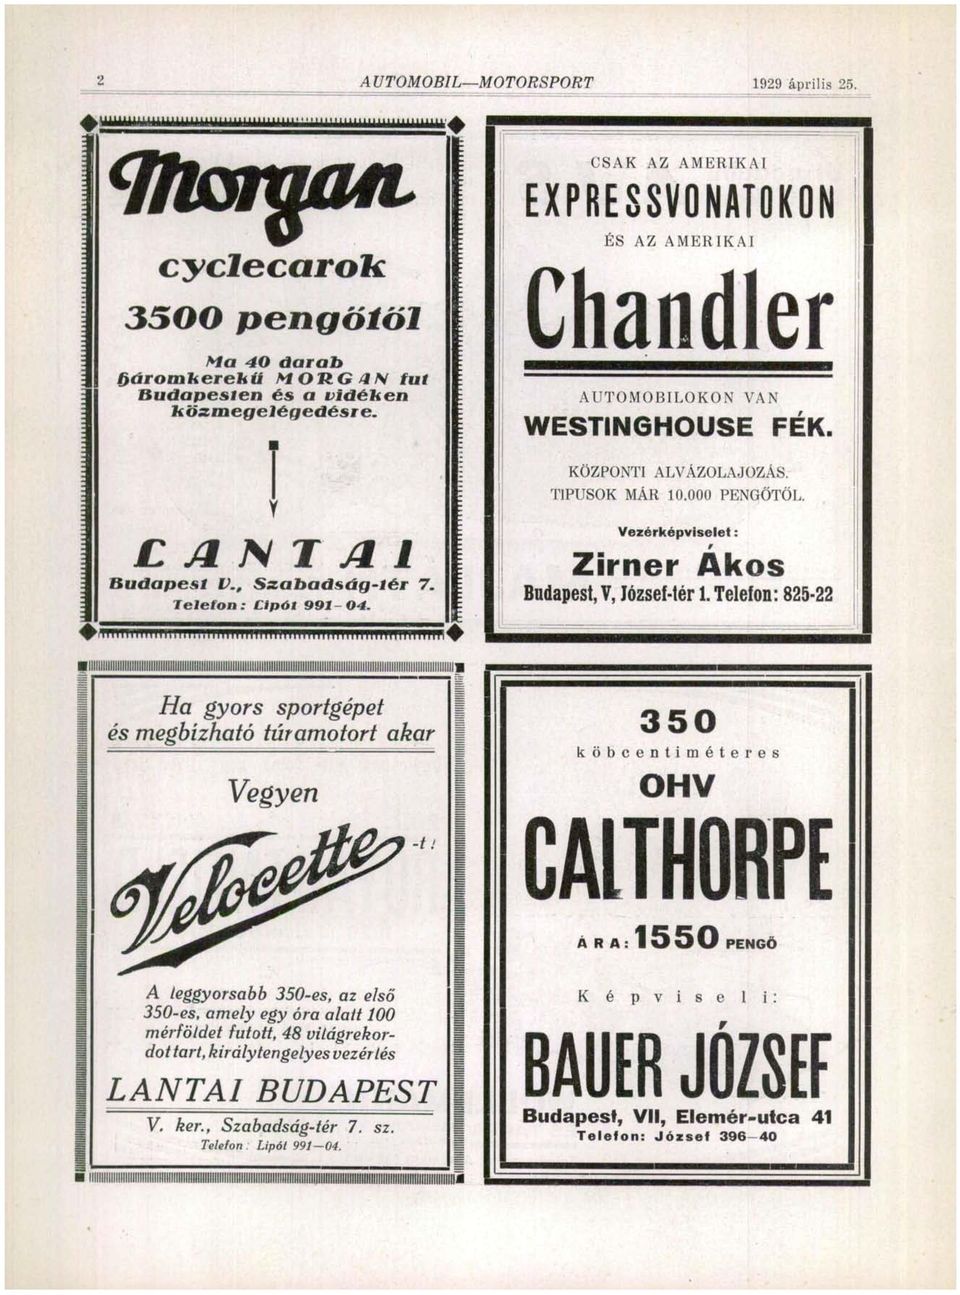 2 AUTOMOBIL—MOTORSPORT 1929 április 25.
Morgan
cyclecarok
3500 pengőtől
Ma 40 darab
háromkerekű MORGAN fut
Budapesten és a vidéken
közmegelégedésre.
LANTAI
Budapest V., Szabadság-tér 7.
Telefon: Lipót 991-04.
CSAK AZ AMERIKAI
EXPRESSVONATOKON
ÉS AZ AMERIKAI
Chandler
AUTOMOBILOKON VAN
WESTINGHOUSE FÉK.
KÖZPONTI ALVÁZOLAJOZÁS.
TIPUSOK MÁR 10.000 PENGŐTŐL.
Vezérképviselet:
Zirner Ákos
Budapest, V, József-tér 1. Telefon: 825-22
Ha gyors sportgépet
és megbízható túramotort akar
Vegyen
Velocette -t!
A leggyorsabb 350-es, az első
350-es, amely egy óra alatt 100
mérföldet futott, 48 világrekor-
dot tart, királytengelyes vezérlés
LANTAI BUDAPEST
V. ker., Szabadság-tér 7. sz.
Telefon: Lipót 991—04.
350
köbcentiméteres
OHV
CALTHORPE
ÁRA: 1550 PENGŐ
Képviseli:
BAUER JÓZSEF
Budapest, VII, Elemér-utca 41
Telefon: József 396-40